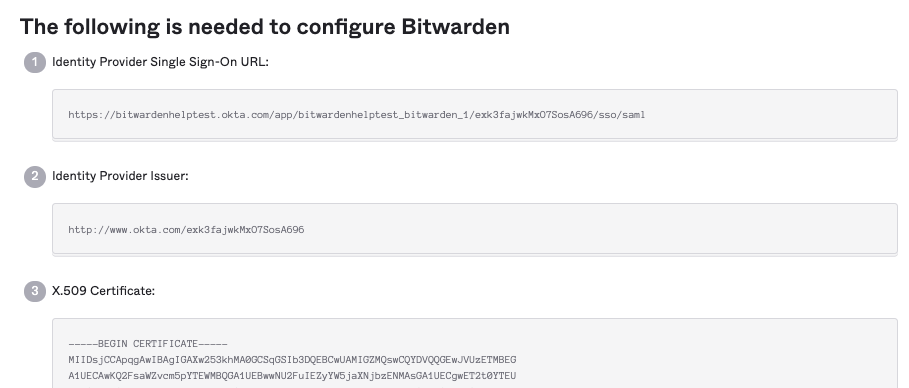 The following is needed to configure Bitwarden
1 Identity Provider Single Sign-On URL:
https://bitwardenhelptest.okta.com/app/bitwardenhelptest_bitwarden_1/exk3fajwkMxO7SosA696/sso/saml
2 Identity Provider Issuer:
http://www.okta.com/exk3fajwkMxO7SosA696
3 X.509 Certificate:
-----BEGIN CERTIFICATE-----
MIIDsjCCApqgAwIBAgIGAXw253khMA0GCSqGSIb3DQEBCwUAMIGZMQswCQYDVQQGEwJVUzETMBEG
A1UECAwKQ2FsaWZvcm5pYTEWMBQGA1UEBwwNU2FuIEZyYW5jaXNjbzENMAsGA1UECgwET2t0YTEU